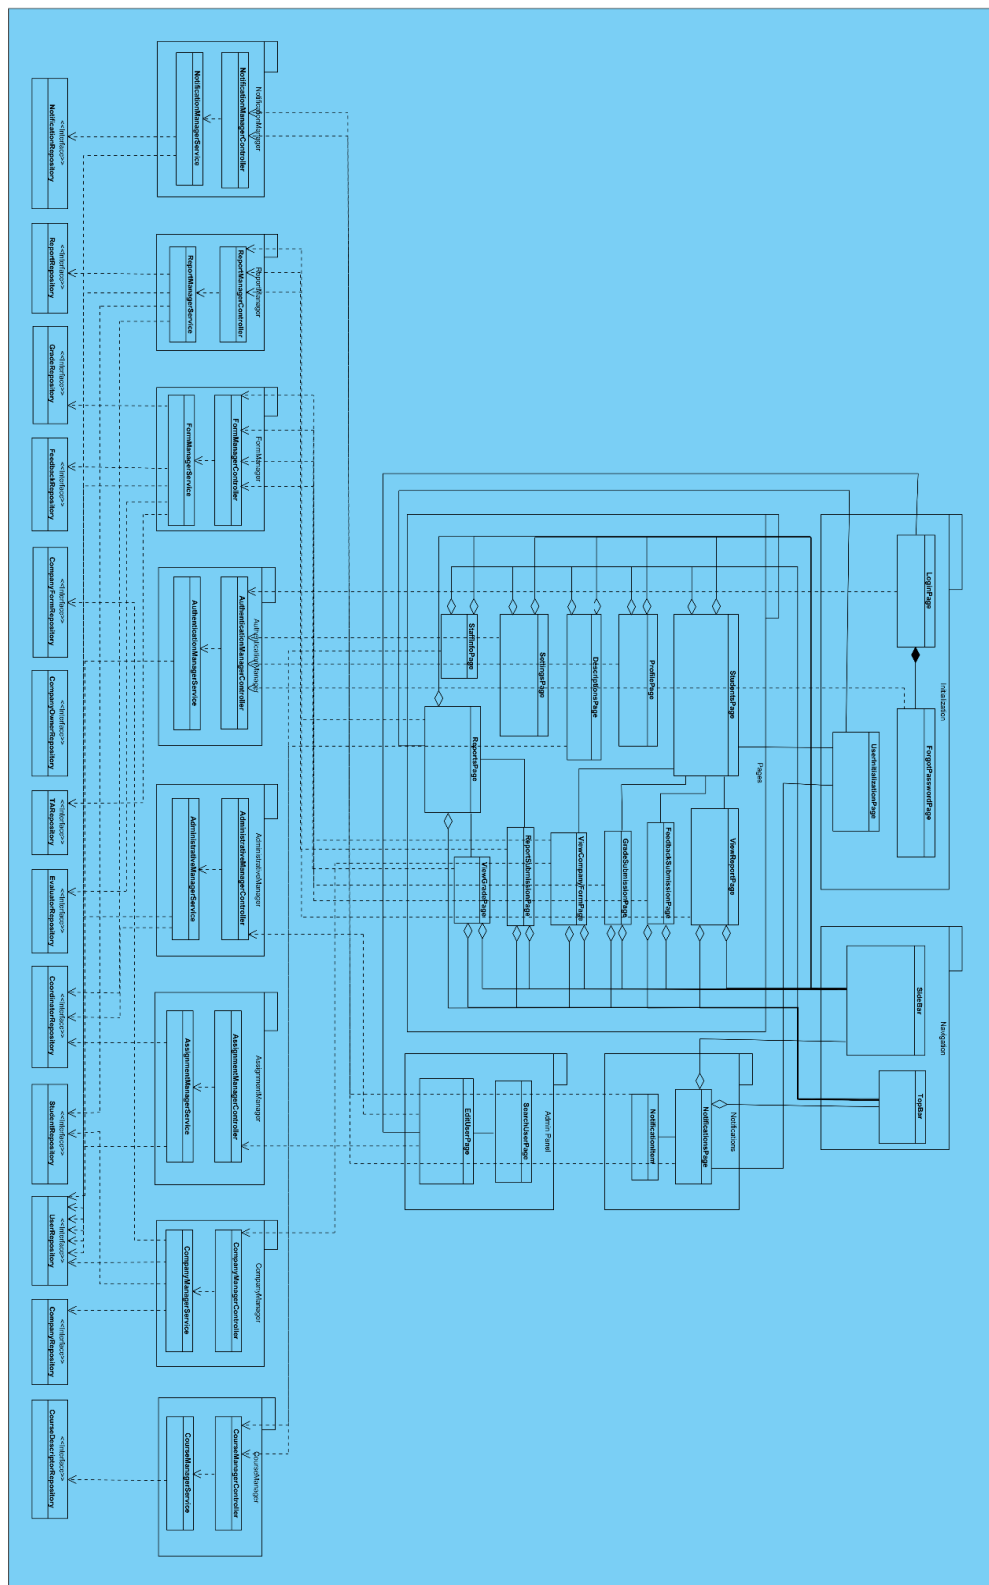 Initialization
LoginPage
ForgotPasswordPage
UserInitializationPage
Navigation
SideBar
TopBar
Pages
StudentsPage
ProfilePage
DescriptionsPage
SettingsPage
StaffInfoPage
ViewReportPage
FeedbackSubmissionPage
GradeSubmissionPage
ViewCompanyFormPage
ReportSubmissionPage
ReportsPage
ViewGradePage
Notifications
NotificationsPage
NotificationItem
Admin Panel
SearchUserPage
EditUserPage
NotificationManager
NotificationManagerController
NotificationManagerService
ReportManager
ReportManagerController
ReportManagerService
FormManager
FormManagerController
FormManagerService
AuthenticationManager
AuthenticationManagerController
AuthenticationManagerService
AdministrativeManager
AdministrativeManagerController
AdministrativeManagerService
AssignmentManager
AssignmentManagerController
AssignmentManagerService
CompanyManager
CompanyManagerController
CompanyManagerService
CourseManager
CourseManagerController
CourseManagerService
<<Interface>>
NotificationRepository
<<Interface>>
ReportRepository
<<Interface>>
GradeRepository
<<Interface>>
FeedbackRepository
<<Interface>>
CompanyFormRepository
<<Interface>>
CompanyOwnerRepository
<<Interface>>
TARepository
<<Interface>>
EvaluatorRepository
<<Interface>>
CoordinatorRepository
<<Interface>>
StudentRepository
<<Interface>>
UserRepository
<<Interface>>
CompanyRepository
<<Interface>>
CourseDescriptorRepository